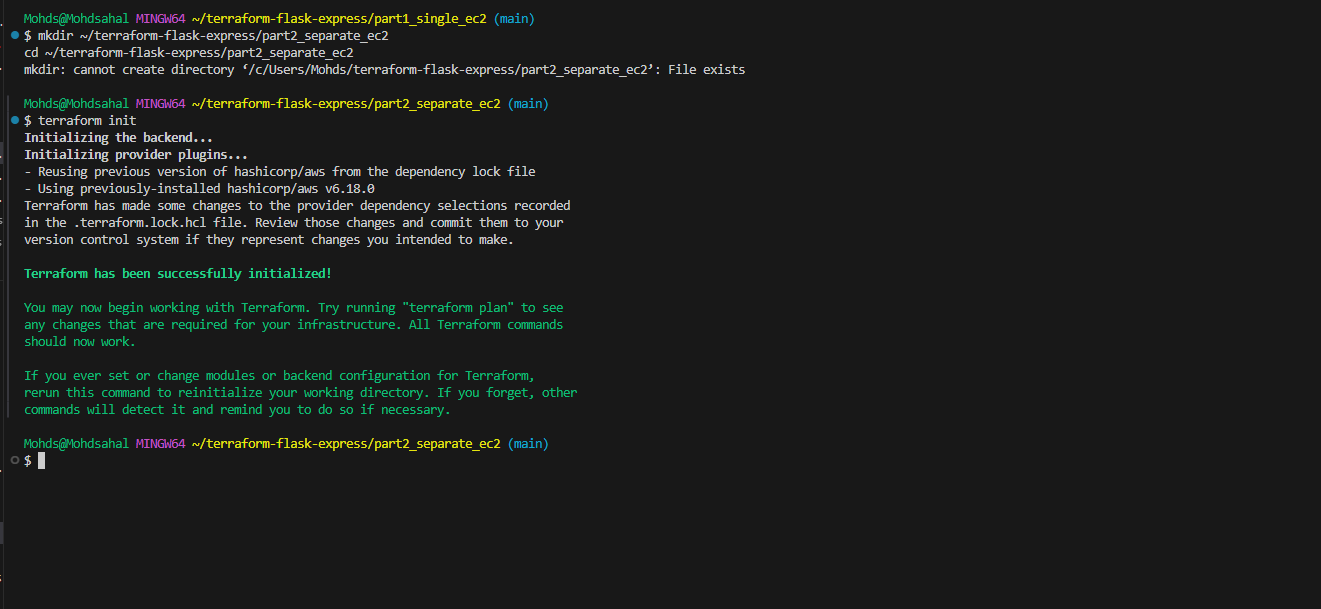 Mohds@Mohdsahal MINGW64 ~/terraform-flask-express/part1_single_ec2 (main)
$ mkdir ~/terraform-flask-express/part2_separate_ec2
cd ~/terraform-flask-express/part2_separate_ec2
mkdir: cannot create directory ‘/c/Users/Mohds/terraform-flask-express/part2_separate_ec2’: File exists
Mohds@Mohdsahal MINGW64 ~/terraform-flask-express/part2_separate_ec2 (main)
$ terraform init
Initializing the backend...
Initializing provider plugins...
- Reusing previous version of hashicorp/aws from the dependency lock file
- Using previously-installed hashicorp/aws v6.18.0
Terraform has made some changes to the provider dependency selections recorded
in the .terraform.lock.hcl file. Review those changes and commit them to your
version control system if they represent changes you intended to make.
Terraform has been successfully initialized!
You may now begin working with Terraform. Try running "terraform plan" to see
any changes that are required for your infrastructure. All Terraform commands
should now work.
If you ever set or change modules or backend configuration for Terraform,
rerun this command to reinitialize your working directory. If you forget, other
commands will detect it and remind you to do so if necessary.
Mohds@Mohdsahal MINGW64 ~/terraform-flask-express/part2_separate_ec2 (main)
$